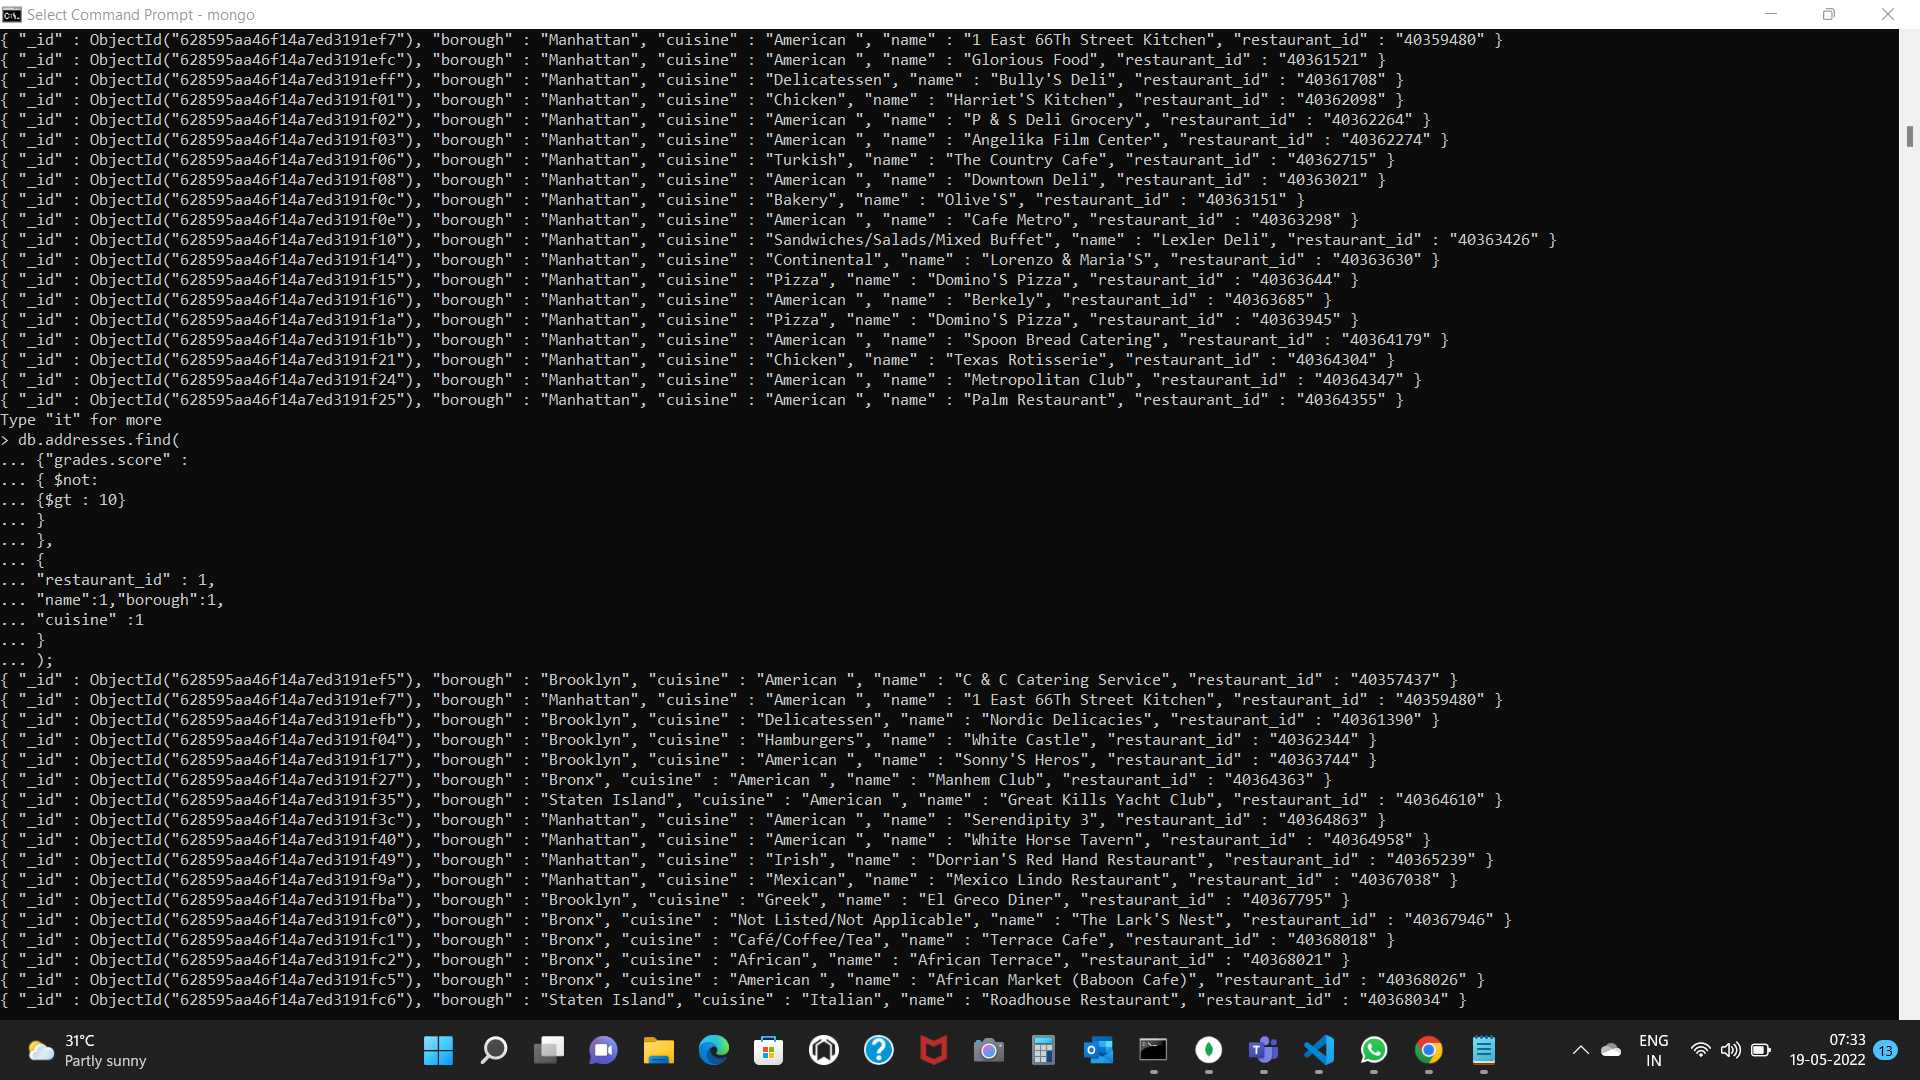 Select Command Prompt - mongo
{ "_id" : ObjectId("628595aa46f14a7ed3191ef7"), "borough" : "Manhattan", "cuisine" : "American ", "name" : "1 East 66Th Street Kitchen", "restaurant_id" : "40359480" }
{ "_id" : ObjectId("628595aa46f14a7ed3191efc"), "borough" : "Manhattan", "cuisine" : "American ", "name" : "Glorious Food", "restaurant_id" : "40361521" }
{ "_id" : ObjectId("628595aa46f14a7ed3191eff"), "borough" : "Manhattan", "cuisine" : "Delicatessen", "name" : "Bully'S Deli", "restaurant_id" : "40361708" }
{ "_id" : ObjectId("628595aa46f14a7ed3191f01"), "borough" : "Manhattan", "cuisine" : "Chicken", "name" : "Harriet'S Kitchen", "restaurant_id" : "40362098" }
{ "_id" : ObjectId("628595aa46f14a7ed3191f02"), "borough" : "Manhattan", "cuisine" : "American ", "name" : "P & S Deli Grocery", "restaurant_id" : "40362264" }
{ "_id" : ObjectId("628595aa46f14a7ed3191f03"), "borough" : "Manhattan", "cuisine" : "American ", "name" : "Angelika Film Center", "restaurant_id" : "40362274" }
{ "_id" : ObjectId("628595aa46f14a7ed3191f06"), "borough" : "Manhattan", "cuisine" : "Turkish", "name" : "The Country Cafe", "restaurant_id" : "40362715" }
{ "_id" : ObjectId("628595aa46f14a7ed3191f08"), "borough" : "Manhattan", "cuisine" : "American ", "name" : "Downtown Deli", "restaurant_id" : "40363021" }
{ "_id" : ObjectId("628595aa46f14a7ed3191f0c"), "borough" : "Manhattan", "cuisine" : "Bakery", "name" : "Olive'S", "restaurant_id" : "40363151" }
{ "_id" : ObjectId("628595aa46f14a7ed3191f0e"), "borough" : "Manhattan", "cuisine" : "American ", "name" : "Cafe Metro", "restaurant_id" : "40363298" }
{ "_id" : ObjectId("628595aa46f14a7ed3191f10"), "borough" : "Manhattan", "cuisine" : "Sandwiches/Salads/Mixed Buffet", "name" : "Lexler Deli", "restaurant_id" : "40363426" }
{ "_id" : ObjectId("628595aa46f14a7ed3191f14"), "borough" : "Manhattan", "cuisine" : "Continental", "name" : "Lorenzo & Maria'S", "restaurant_id" : "40363630" }
{ "_id" : ObjectId("628595aa46f14a7ed3191f15"), "borough" : "Manhattan", "cuisine" : "Pizza", "name" : "Domino'S Pizza", "restaurant_id" : "40363644" }
{ "_id" : ObjectId("628595aa46f14a7ed3191f16"), "borough" : "Manhattan", "cuisine" : "American ", "name" : "Berkely", "restaurant_id" : "40363685" }
{ "_id" : ObjectId("628595aa46f14a7ed3191f1a"), "borough" : "Manhattan", "cuisine" : "Pizza", "name" : "Domino'S Pizza", "restaurant_id" : "40363945" }
{ "_id" : ObjectId("628595aa46f14a7ed3191f1b"), "borough" : "Manhattan", "cuisine" : "American ", "name" : "Spoon Bread Catering", "restaurant_id" : "40364179" }
{ "_id" : ObjectId("628595aa46f14a7ed3191f21"), "borough" : "Manhattan", "cuisine" : "Chicken", "name" : "Texas Rotisserie", "restaurant_id" : "40364304" }
{ "_id" : ObjectId("628595aa46f14a7ed3191f24"), "borough" : "Manhattan", "cuisine" : "American ", "name" : "Metropolitan Club", "restaurant_id" : "40364347" }
{ "_id" : ObjectId("628595aa46f14a7ed3191f25"), "borough" : "Manhattan", "cuisine" : "American ", "name" : "Palm Restaurant", "restaurant_id" : "40364355" }
Type "it" for more
> db.addresses.find(
... {"grades.score" :
... { $not:
... {$gt : 10}
... }
... },
... {
... "restaurant_id" : 1,
... "name":1,"borough":1,
... "cuisine" :1
... }
... );
{ "_id" : ObjectId("628595aa46f14a7ed3191ef5"), "borough" : "Brooklyn", "cuisine" : "American ", "name" : "C & C Catering Service", "restaurant_id" : "40357437" }
{ "_id" : ObjectId("628595aa46f14a7ed3191ef7"), "borough" : "Manhattan", "cuisine" : "American ", "name" : "1 East 66Th Street Kitchen", "restaurant_id" : "40359480" }
{ "_id" : ObjectId("628595aa46f14a7ed3191efb"), "borough" : "Brooklyn", "cuisine" : "Delicatessen", "name" : "Nordic Delicacies", "restaurant_id" : "40361390" }
{ "_id" : ObjectId("628595aa46f14a7ed3191f04"), "borough" : "Brooklyn", "cuisine" : "Hamburgers", "name" : "White Castle", "restaurant_id" : "40362344" }
{ "_id" : ObjectId("628595aa46f14a7ed3191f17"), "borough" : "Brooklyn", "cuisine" : "American ", "name" : "Sonny'S Heros", "restaurant_id" : "40363744" }
{ "_id" : ObjectId("628595aa46f14a7ed3191f27"), "borough" : "Bronx", "cuisine" : "American ", "name" : "Manhem Club", "restaurant_id" : "40364363" }
{ "_id" : ObjectId("628595aa46f14a7ed3191f35"), "borough" : "Staten Island", "cuisine" : "American ", "name" : "Great Kills Yacht Club", "restaurant_id" : "40364610" }
{ "_id" : ObjectId("628595aa46f14a7ed3191f3c"), "borough" : "Manhattan", "cuisine" : "American ", "name" : "Serendipity 3", "restaurant_id" : "40364863" }
{ "_id" : ObjectId("628595aa46f14a7ed3191f40"), "borough" : "Manhattan", "cuisine" : "American ", "name" : "White Horse Tavern", "restaurant_id" : "40364958" }
{ "_id" : ObjectId("628595aa46f14a7ed3191f49"), "borough" : "Manhattan", "cuisine" : "Irish", "name" : "Dorrian'S Red Hand Restaurant", "restaurant_id" : "40365239" }
{ "_id" : ObjectId("628595aa46f14a7ed3191f9a"), "borough" : "Manhattan", "cuisine" : "Mexican", "name" : "Mexico Lindo Restaurant", "restaurant_id" : "40367038" }
{ "_id" : ObjectId("628595aa46f14a7ed3191fba"), "borough" : "Brooklyn", "cuisine" : "Greek", "name" : "El Greco Diner", "restaurant_id" : "40367795" }
{ "_id" : ObjectId("628595aa46f14a7ed3191fc0"), "borough" : "Bronx", "cuisine" : "Not Listed/Not Applicable", "name" : "The Lark'S Nest", "restaurant_id" : "40367946" }
{ "_id" : ObjectId("628595aa46f14a7ed3191fc1"), "borough" : "Bronx", "cuisine" : "Café/Coffee/Tea", "name" : "Terrace Cafe", "restaurant_id" : "40368018" }
{ "_id" : ObjectId("628595aa46f14a7ed3191fc2"), "borough" : "Bronx", "cuisine" : "African", "name" : "African Terrace", "restaurant_id" : "40368021" }
{ "_id" : ObjectId("628595aa46f14a7ed3191fc5"), "borough" : "Bronx", "cuisine" : "American ", "name" : "African Market (Baboon Cafe)", "restaurant_id" : "40368026" }
{ "_id" : ObjectId("628595aa46f14a7ed3191fc6"), "borough" : "Staten Island", "cuisine" : "Italian", "name" : "Roadhouse Restaurant", "restaurant_id" : "40368034" }
31°C
Partly sunny
ENG
IN
07:33
19-05-2022
13